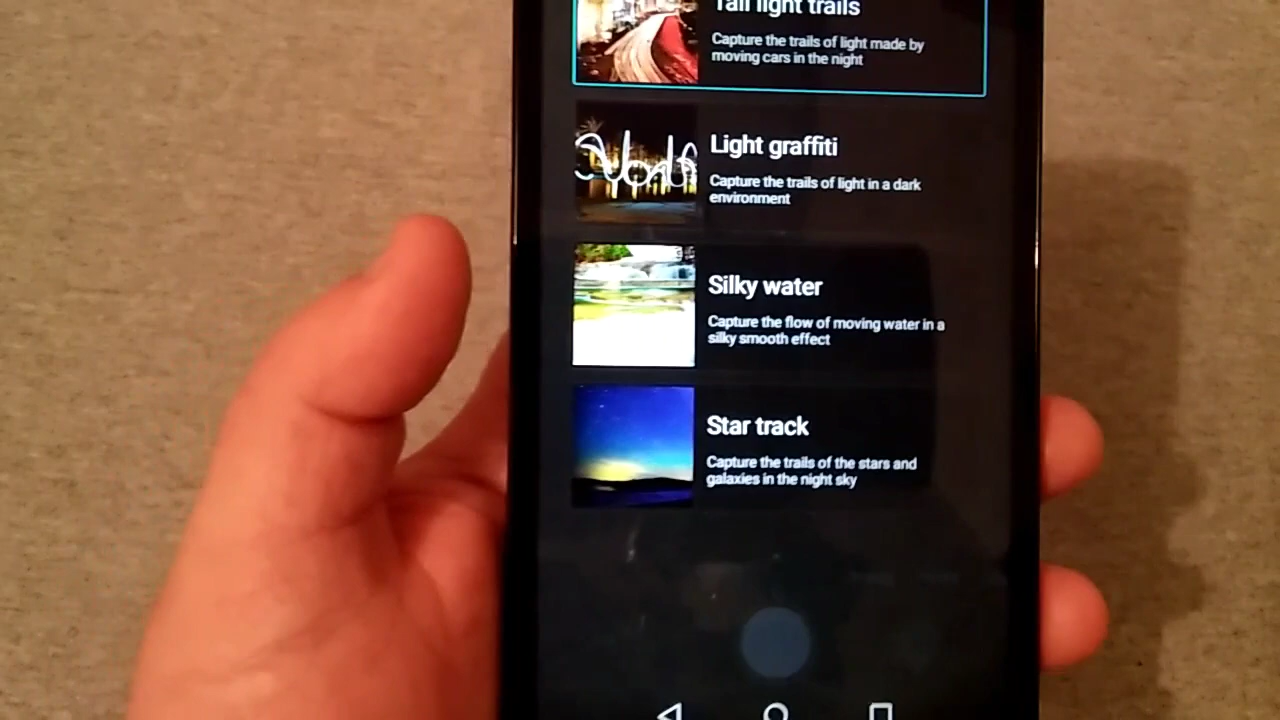 Tail light trails
Capture the trails of light made by
moving cars in the night
Light graffiti
Capture the trails of light in a dark
environment
Silky water
Capture the flow of moving water in a
silky smooth effect
Star track
Capture the trails of the stars and
galaxies in the night sky